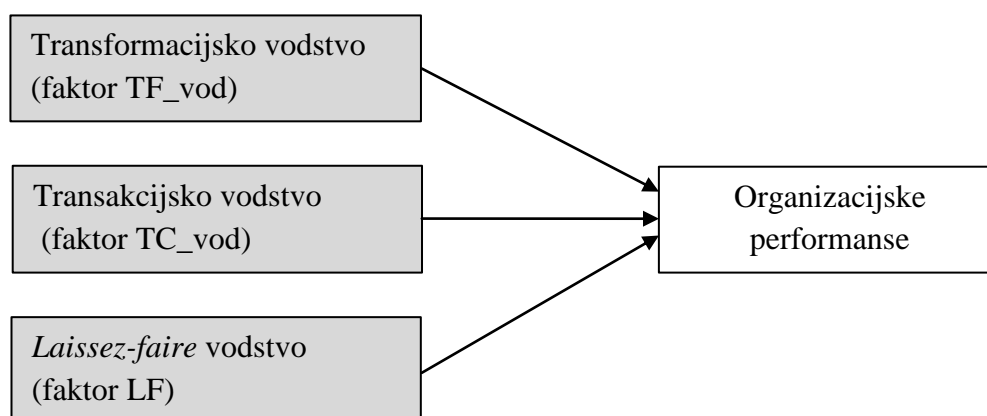 Transformacijsko vodstvo
(faktor TF_vod)
Transakcijsko vodstvo
(faktor TC_vod)
Laissez-faire vodstvo
(faktor LF)
Organizacijske
performanse